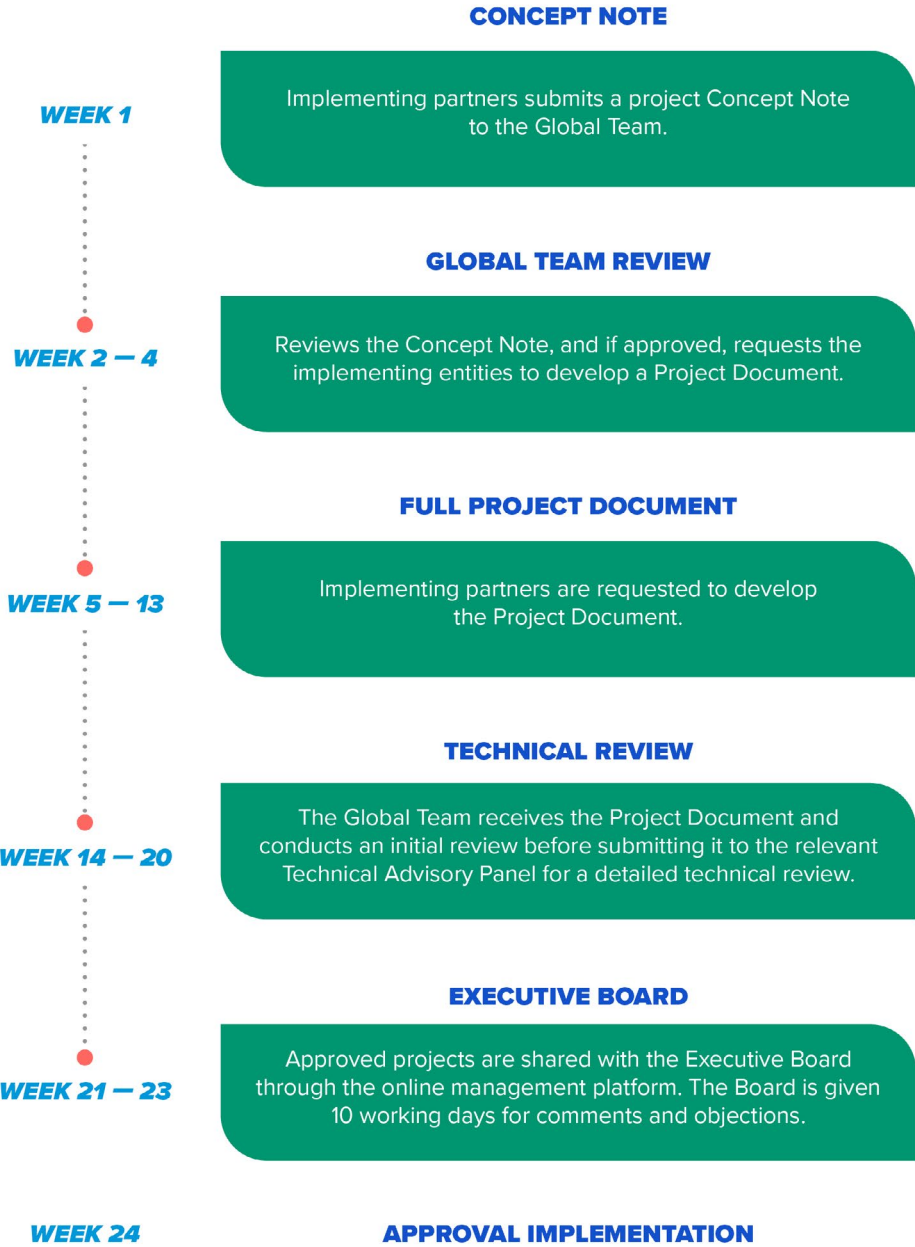 CONCEPT NOTE
WEEK 1
Implementing partners submits a project Concept Note
to the Global Team.
GLOBAL TEAM REVIEW
WEEK 2 — 4
Reviews the Concept Note, and if approved, requests the
implementing entities to develop a Project Document.
FULL PROJECT DOCUMENT
WEEK 5 — 13
Implementing partners are requested to develop
the Project Document.
TECHNICAL REVIEW
WEEK 14 — 20
The Global Team receives the Project Document and
conducts an initial review before submitting it to the relevant
Technical Advisory Panel for a detailed technical review.
EXECUTIVE BOARD
WEEK 21 — 23
Approved projects are shared with the Executive Board
through the online management platform. The Board is given
10 working days for comments and objections.
WEEK 24
APPROVAL IMPLEMENTATION